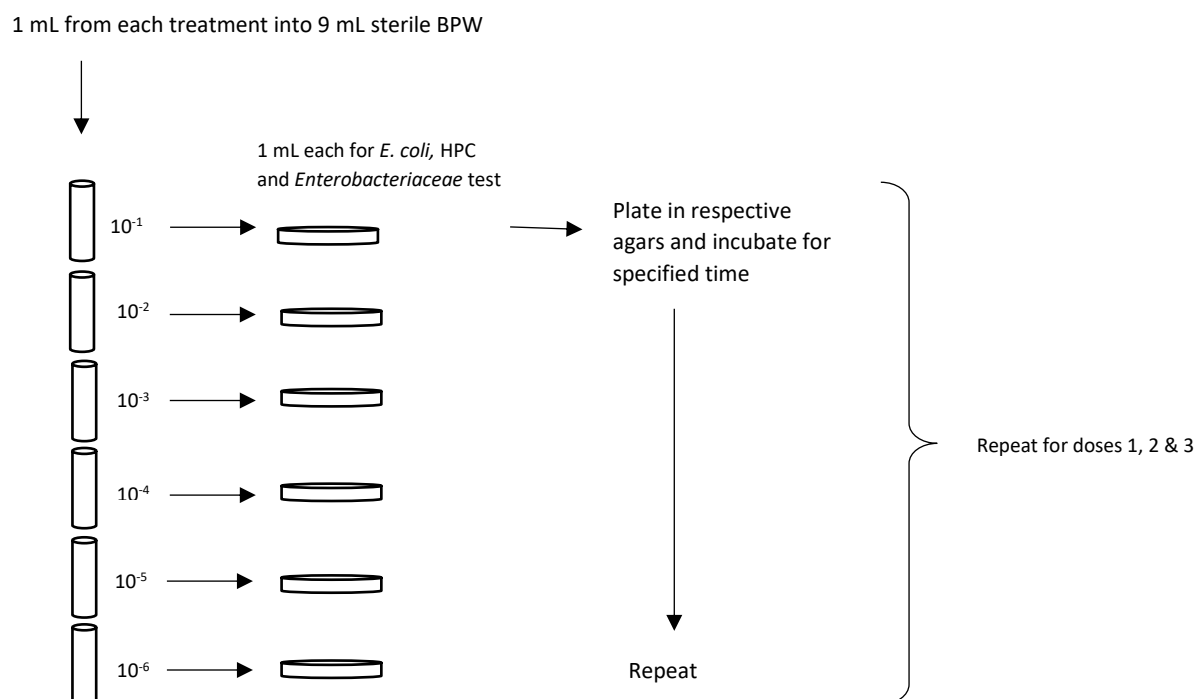 1 mL from each treatment into 9 mL sterile BPW
1 mL each for E. coli, HPC
and Enterobacteriaceae test
10⁻¹
Plate in respective
agars and incubate for
specified time
10⁻²
10⁻³
Repeat for doses 1, 2 & 3
10⁻⁴
10⁻⁵
10⁻⁶
Repeat